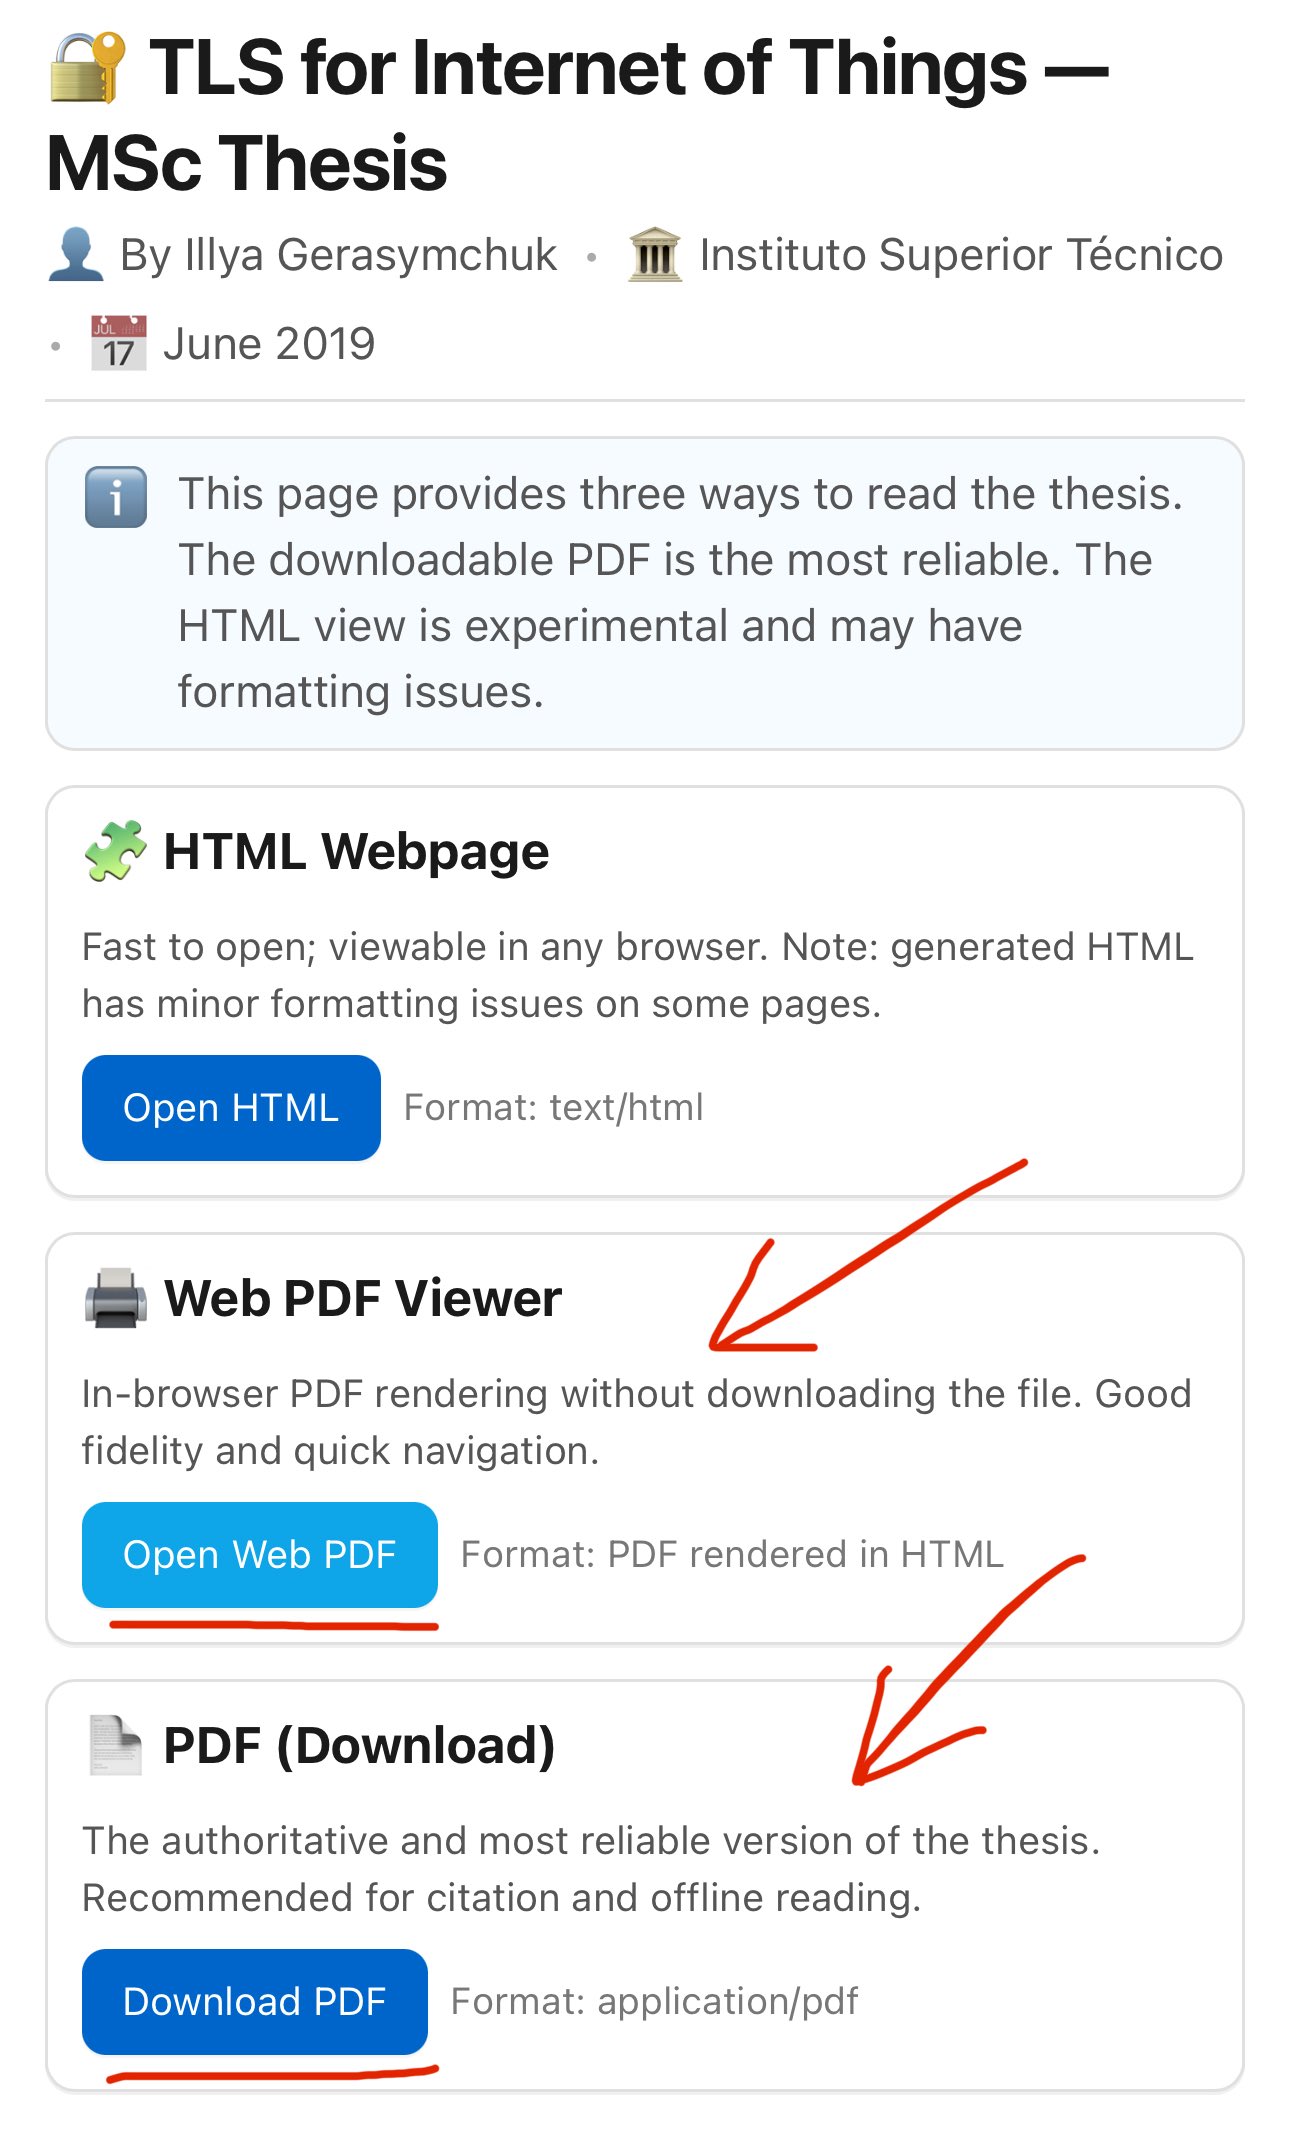 🔐 TLS for Internet of Things —
MSc Thesis
👤 By Illya Gerasymchuk • 🏛️ Instituto Superior Técnico
• 📅 June 2019
ℹ️ This page provides three ways to read the thesis.
The downloadable PDF is the most reliable. The
HTML view is experimental and may have
formatting issues.
🧩 HTML Webpage
Fast to open; viewable in any browser. Note: generated HTML
has minor formatting issues on some pages.
Open HTML Format: text/html
🖨️ Web PDF Viewer
In-browser PDF rendering without downloading the file. Good
fidelity and quick navigation.
Open Web PDF Format: PDF rendered in HTML
📄 PDF (Download)
The authoritative and most reliable version of the thesis.
Recommended for citation and offline reading.
Download PDF Format: application/pdf